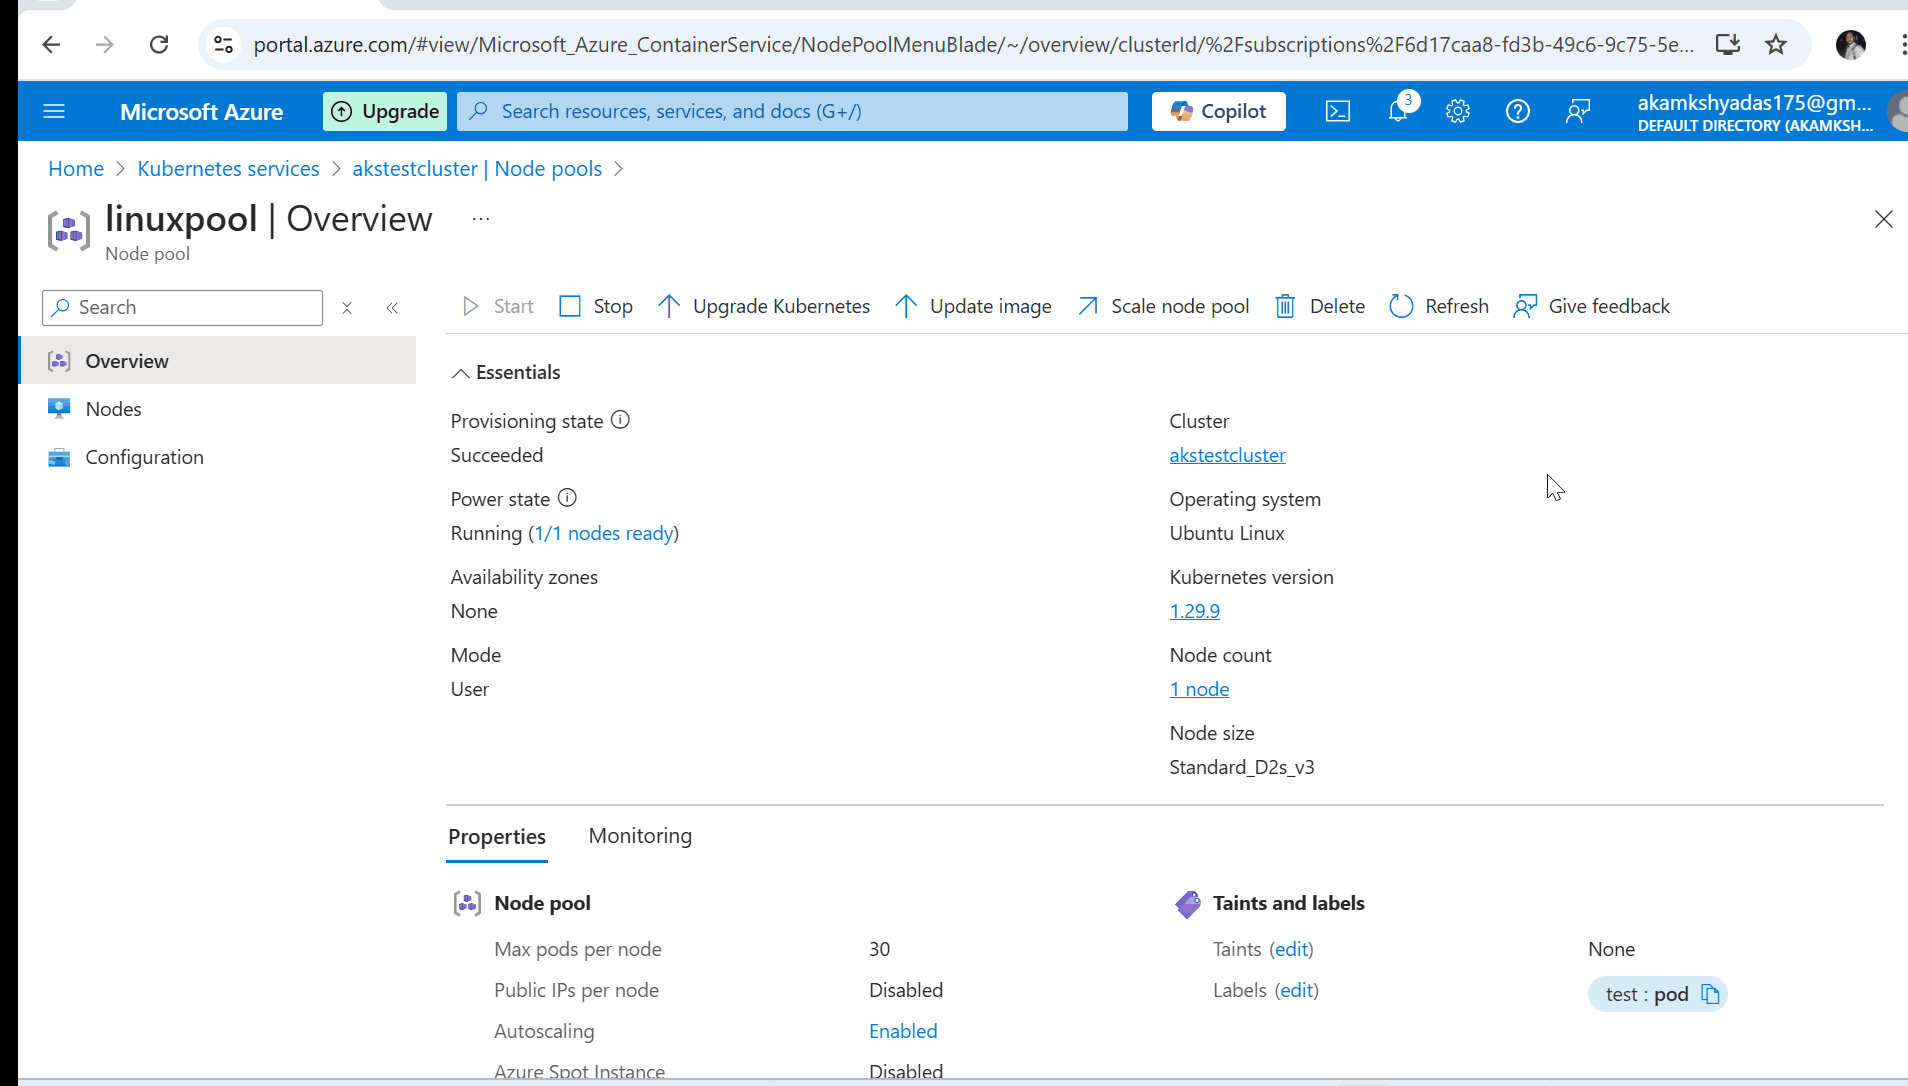 portal.azure.com/#view/Microsoft_Azure_ContainerService/NodePoolMenuBlade/~/overview/clusterId/%2Fsubscriptions%2F6d17caa8-fd3b-49c6-9c75-5e...
Microsoft Azure
Upgrade
Search resources, services, and docs (G+/)
Copilot
3
akamkshyadas175@gm...
DEFAULT DIRECTORY (AKAMKSH...
Home > Kubernetes services > akstestcluster | Node pools >
linuxpool | Overview ...
Node pool
Search
Start
Stop
Upgrade Kubernetes
Update image
Scale node pool
Delete
Refresh
Give feedback
Overview
Nodes
Configuration
Essentials
Provisioning state
Succeeded
Power state
Running (1/1 nodes ready)
Availability zones
None
Mode
User
Cluster
akstestcluster
Operating system
Ubuntu Linux
Kubernetes version
1.29.9
Node count
1 node
Node size
Standard_D2s_v3
Properties
Monitoring
Node pool
Max pods per node 30
Public IPs per node Disabled
Autoscaling Enabled
Azure Spot Instance Disabled
Taints and labels
Taints (edit) None
Labels (edit) test : pod